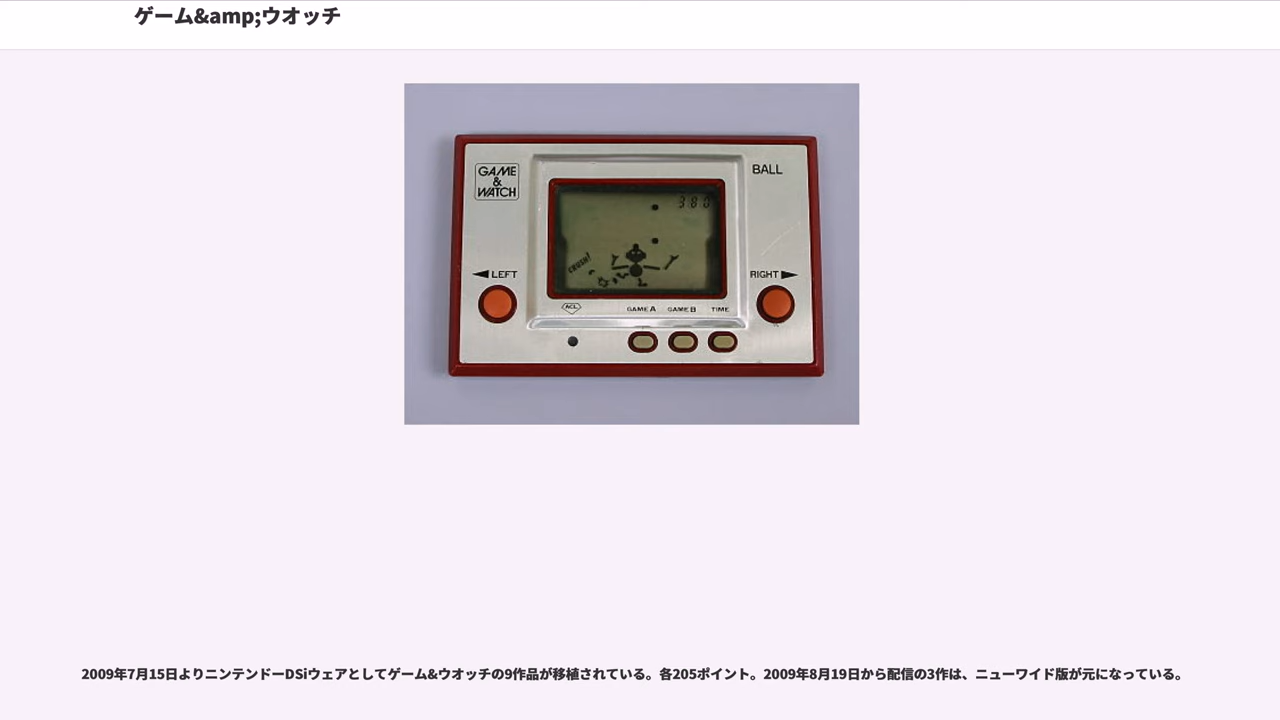 ゲーム&amp;ウオッチ
GAME
&
WATCH
BALL
380
CRUSH!
◀LEFT
RIGHT▶
ACL
GAME A
GAME B
TIME
2009年7月15日よりニンテンドーDSiウェアとしてゲーム&ウオッチの9作品が移植されている。各205ポイント。2009年8月19日から配信の3作は、ニューワイド版が元になっている。